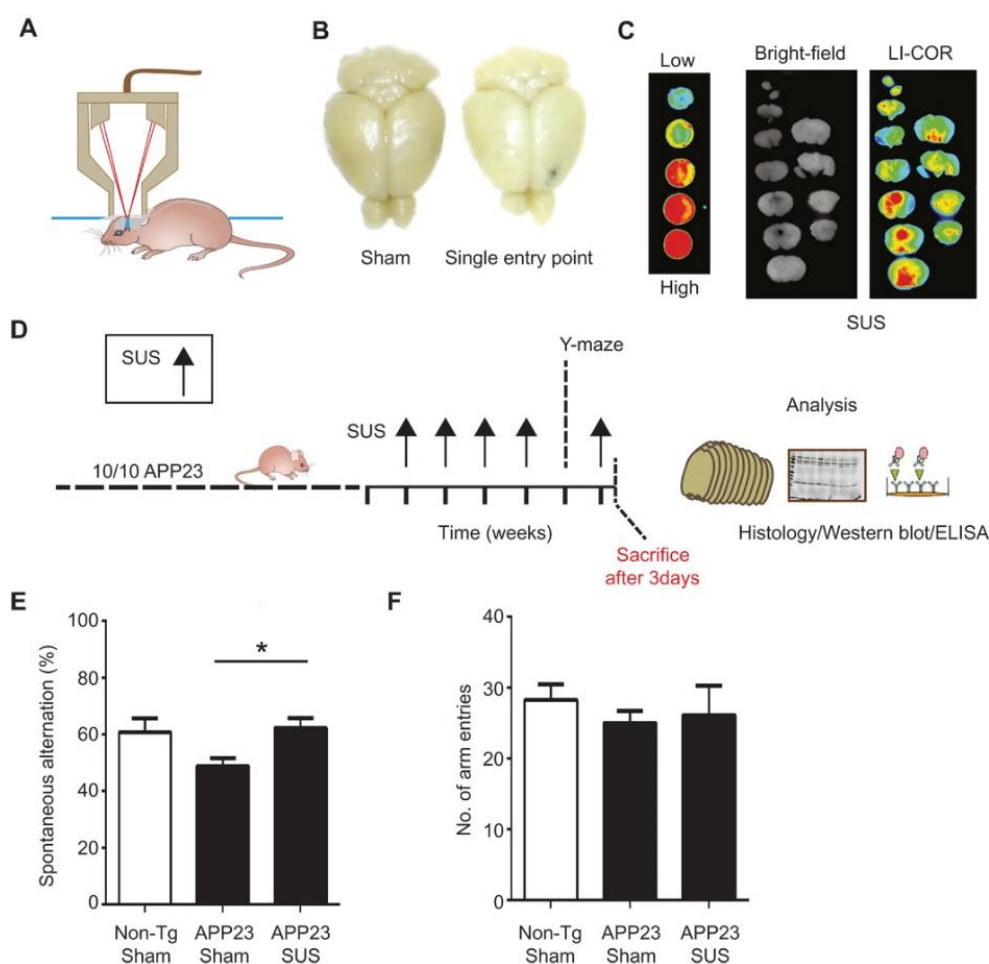 A
B
Sham
Single entry point
C
Low
High
Bright-field
LI-COR
SUS
D
SUS
Y-maze
SUS
10/10 APP23
Time (weeks)
Sacrifice
after 3days
Analysis
Histology/Western blot/ELISA
E
Spontaneous alternation (%)
100
80
60
40
20
0
*
Non-Tg
Sham
APP23
Sham
APP23
SUS
F
No. of arm entries
40
30
20
10
0
Non-Tg
Sham
APP23
Sham
APP23
SUS